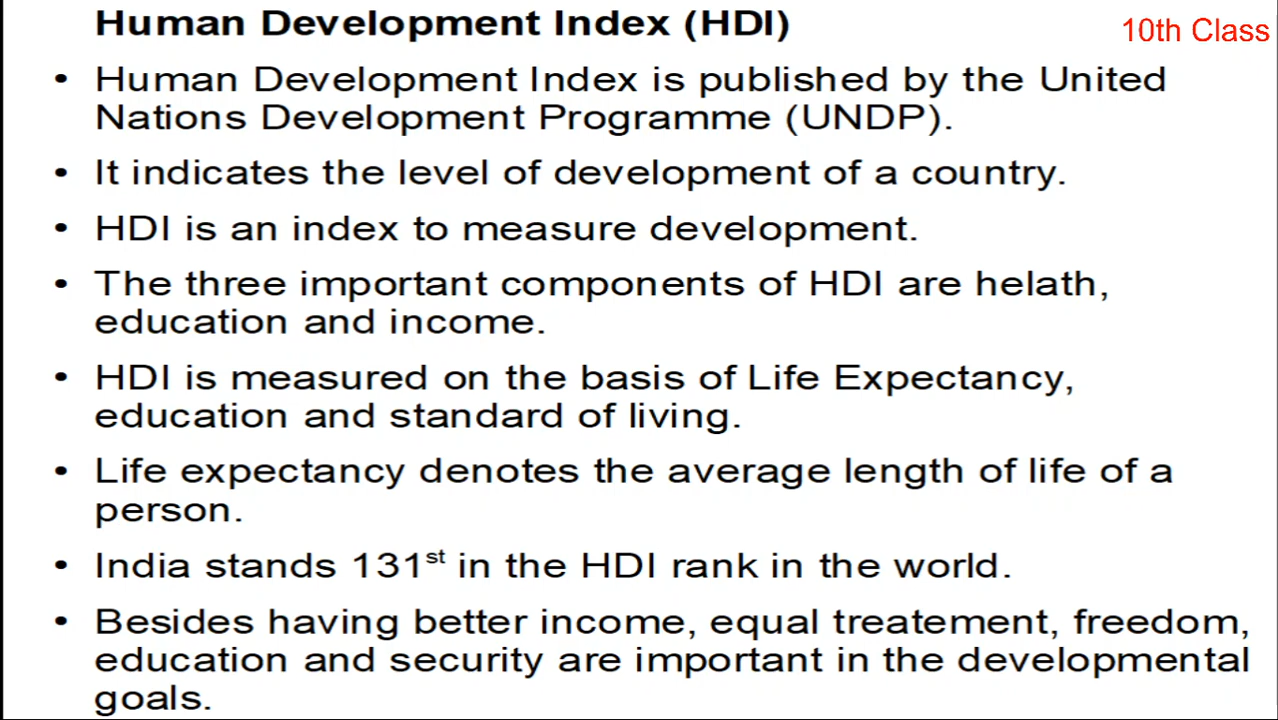 Human Development Index (HDI)
10th Class
• Human Development Index is published by the United
Nations Development Programme (UNDP).
• It indicates the level of development of a country.
• HDI is an index to measure development.
• The three important components of HDI are helath,
education and income.
• HDI is measured on the basis of Life Expectancy,
education and standard of living.
• Life expectancy denotes the average length of life of a
person.
• India stands 131st in the HDI rank in the world.
• Besides having better income, equal treatement, freedom,
education and security are important in the developmental
goals.